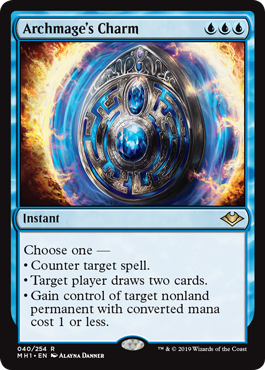 Archmage's Charm
Instant
Choose one —
• Counter target spell.
• Target player draws two cards.
• Gain control of target nonland
permanent with converted mana
cost 1 or less.
040/254 R
MH1 • EN ALAYNA DANNER
™ & © 2019 Wizards of the Coast